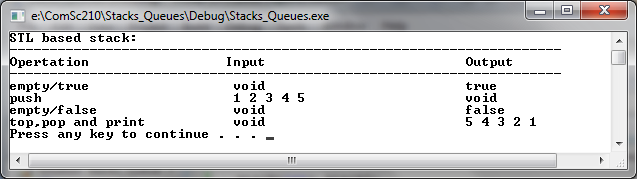 e:\ComSc210\Stacks_Queues\Debug\Stacks_Queues.exe
STL based stack:
Opertation Input Output
empty/true void true
push 1 2 3 4 5 void
empty/false void false
top,pop and print void 5 4 3 2 1
Press any key to continue . . . _